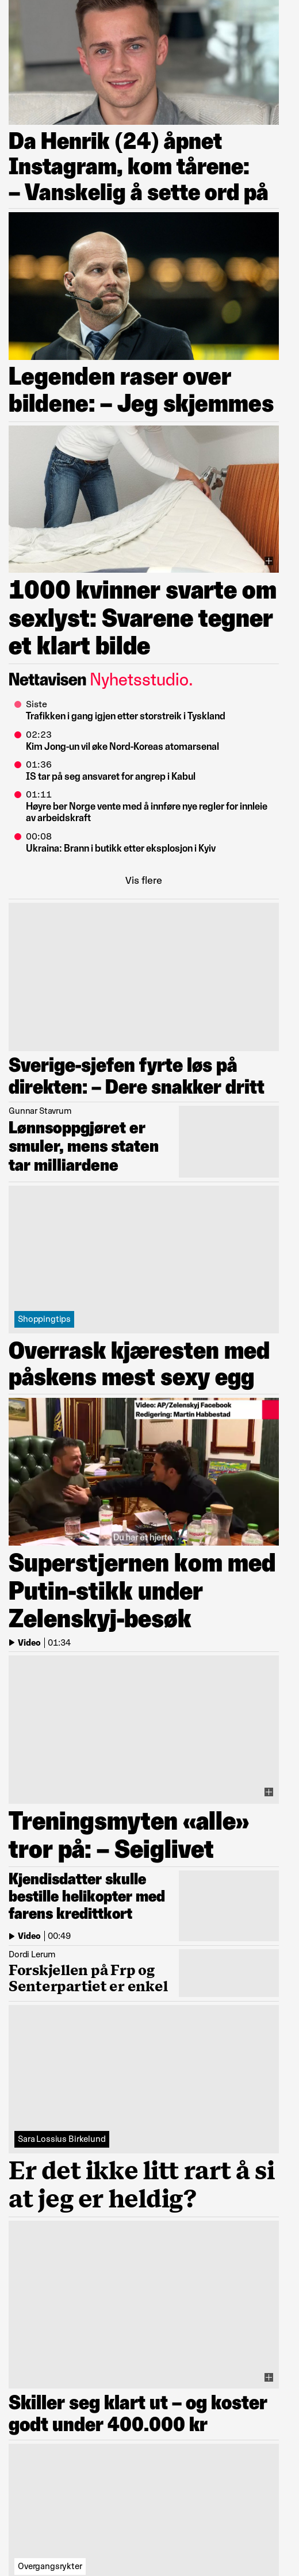 Da Henrik (24) åpnet
Instagram, kom tårene:
– Vanskelig å sette ord på
Legenden raser over
bildene: – Jeg skjemmes
1000 kvinner svarte om
sexlyst: Svarene tegner
et klart bilde
Nettavisen Nyhetsstudio.
Siste
Trafikken i gang igjen etter storstreik i Tyskland
02:23
Kim Jong-un vil øke Nord-Koreas atomarsenal
01:36
IS tar på seg ansvaret for angrep i Kabul
01:11
Høyre ber Norge vente med å innføre nye regler for innleie
av arbeidskraft
00:08
Ukraina: Brann i butikk etter eksplosjon i Kyiv
Vis flere
Sverige-sjefen fyrte løs på
direkten: – Dere snakker dritt
Gunnar Stavrum
Lønnsoppgjøret er
smuler, mens staten
tar milliardene
Shoppingtips
Overrask kjæresten med
påskens mest sexy egg
Video: AP/Zelenskyj Facebook
Redigering: Martin Habbestad
Du har et hjerte.
Superstjernen kom med
Putin-stikk under
Zelenskyj-besøk
Video 01:34
Treningsmyten «alle»
tror på: – Seiglivet
Kjendisdatter skulle
bestille helikopter med
farens kredittkort
Video 00:49
Dordi Lerum
Forskjellen på Frp og
Senterpartiet er enkel
Sara Lossius Birkelund
Er det ikke litt rart å si
at jeg er heldig?
Skiller seg klart ut – og koster
godt under 400.000 kr
Overgangsrykter